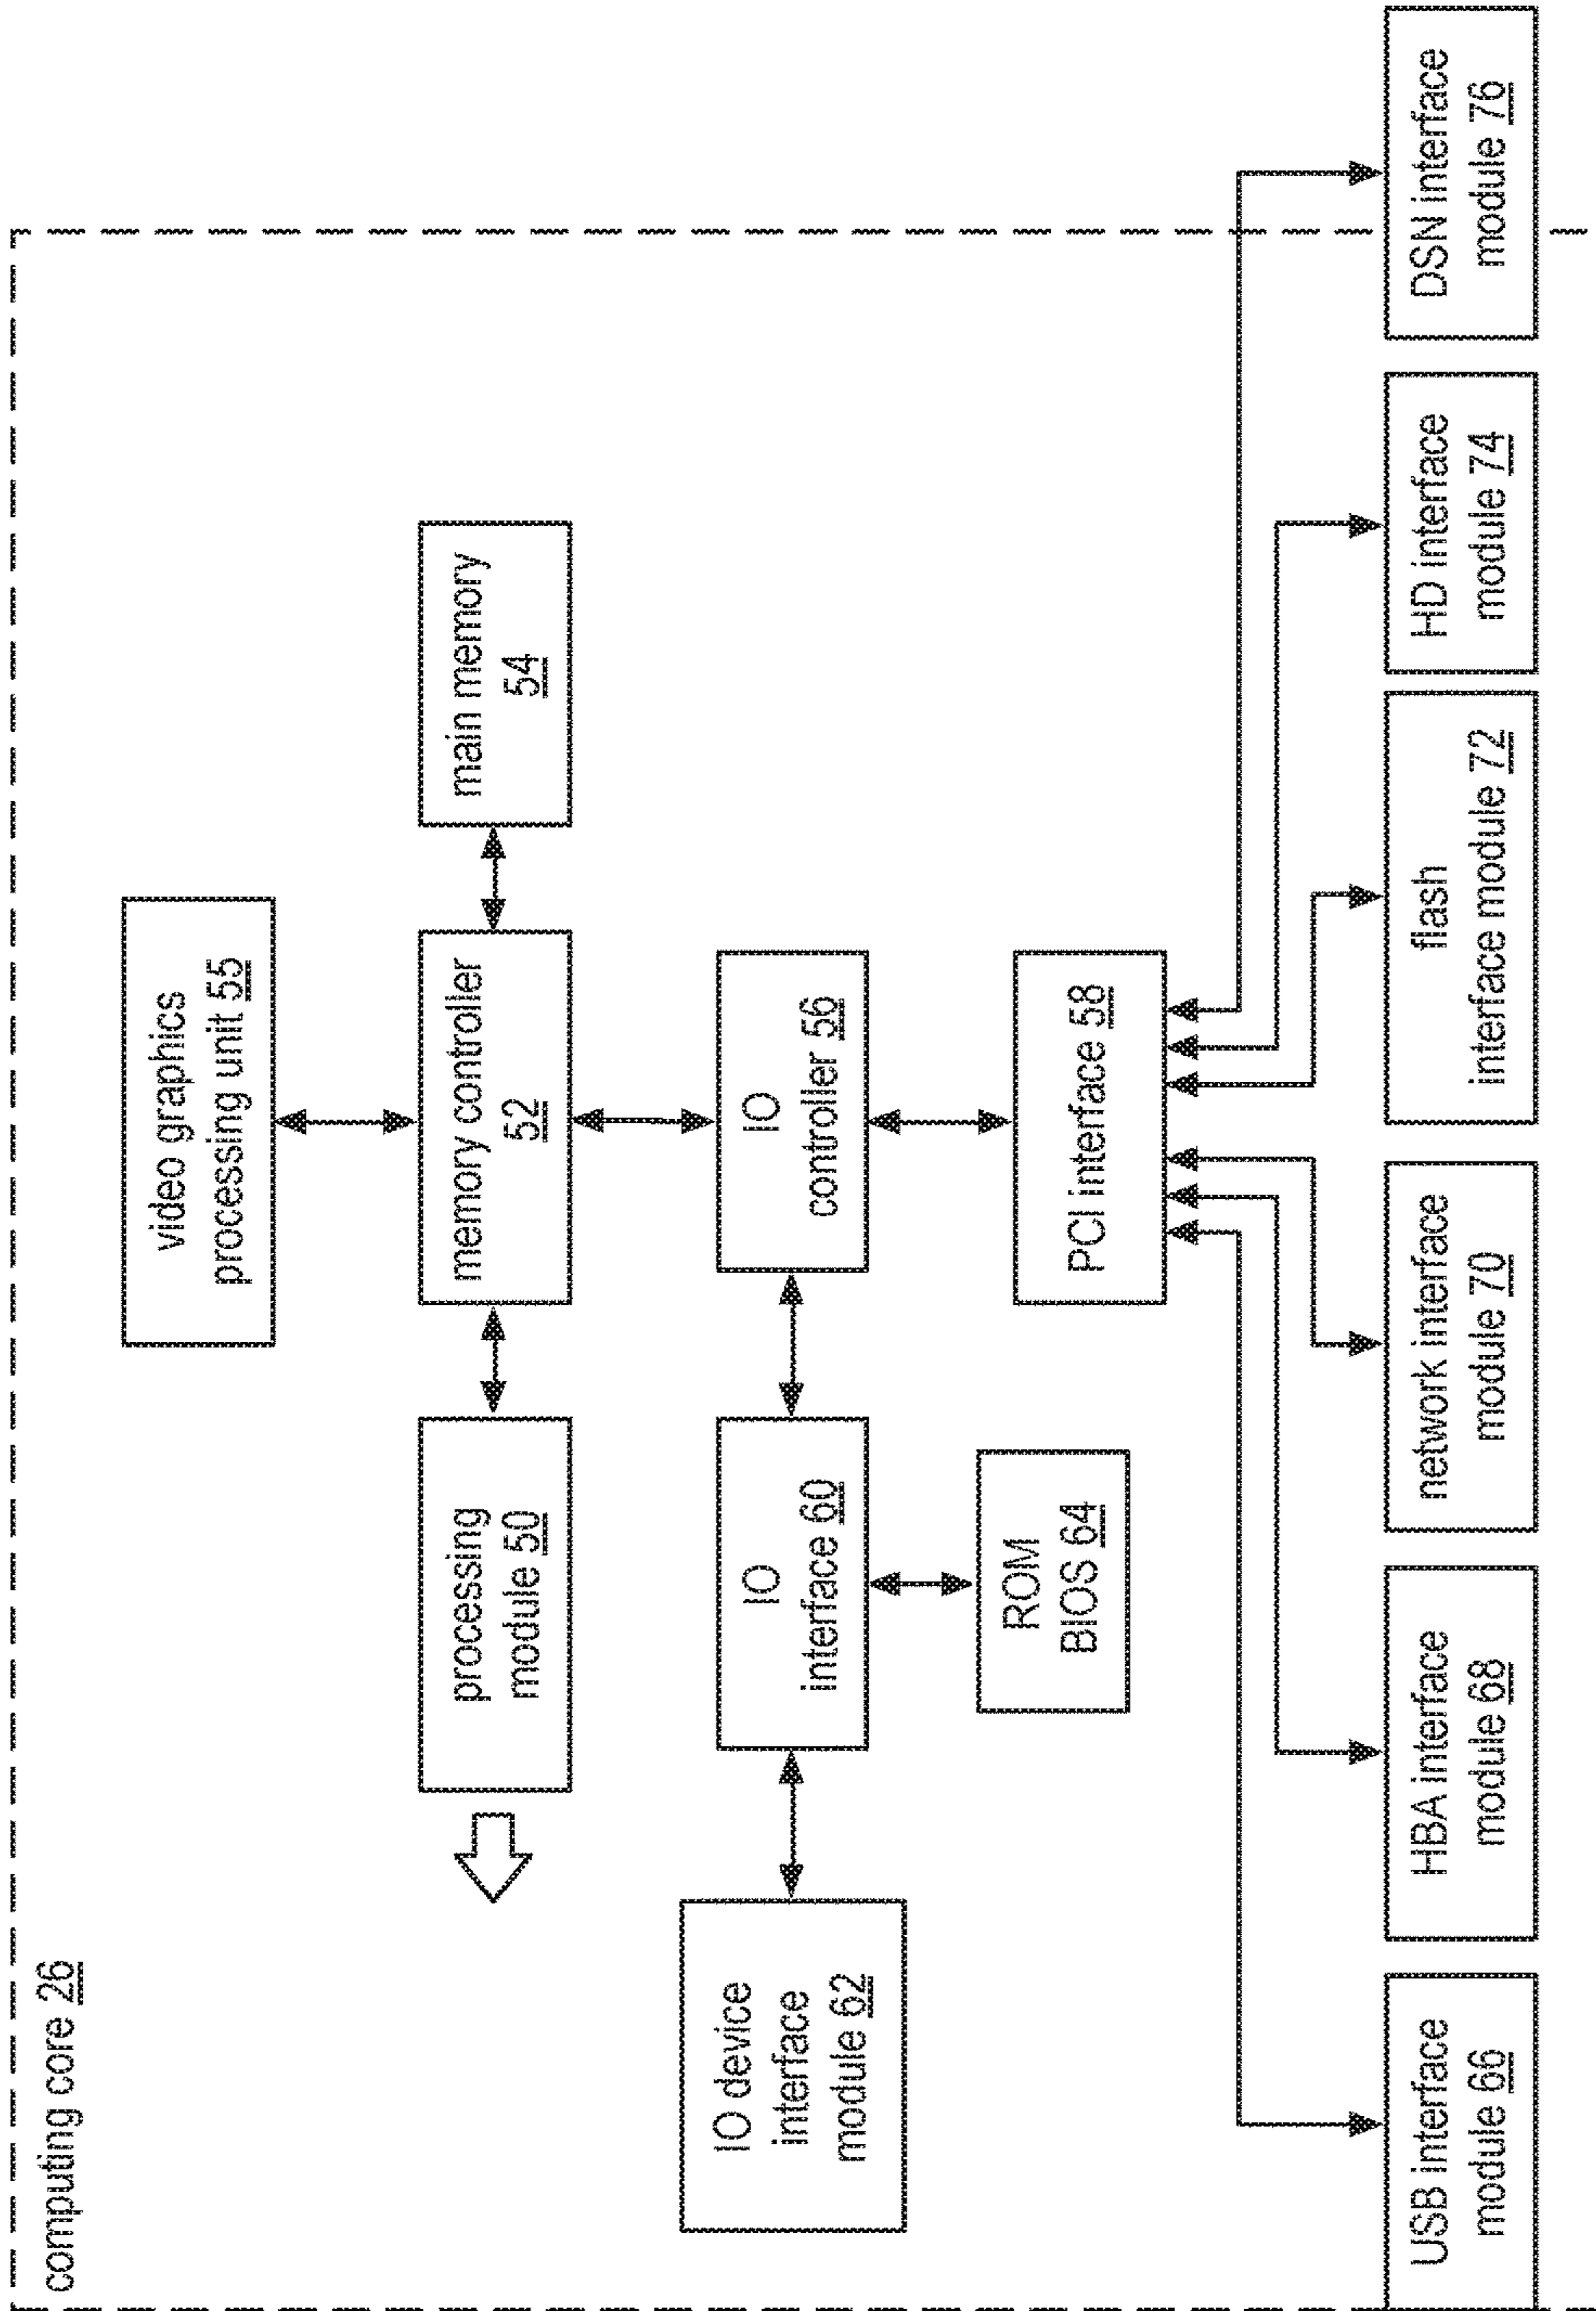 computing core 26
video graphics
processing unit 55
processing
module 50
memory controller
52
main memory
54
IO device
interface
module 62
IO
interface 60
IO
controller 56
ROM
BIOS 64
PCI interface 58
USB interface
module 66
HBA interface
module 68
network interface
module 70
flash
interface module 72
HD interface
module 74
DSN interface
module 76